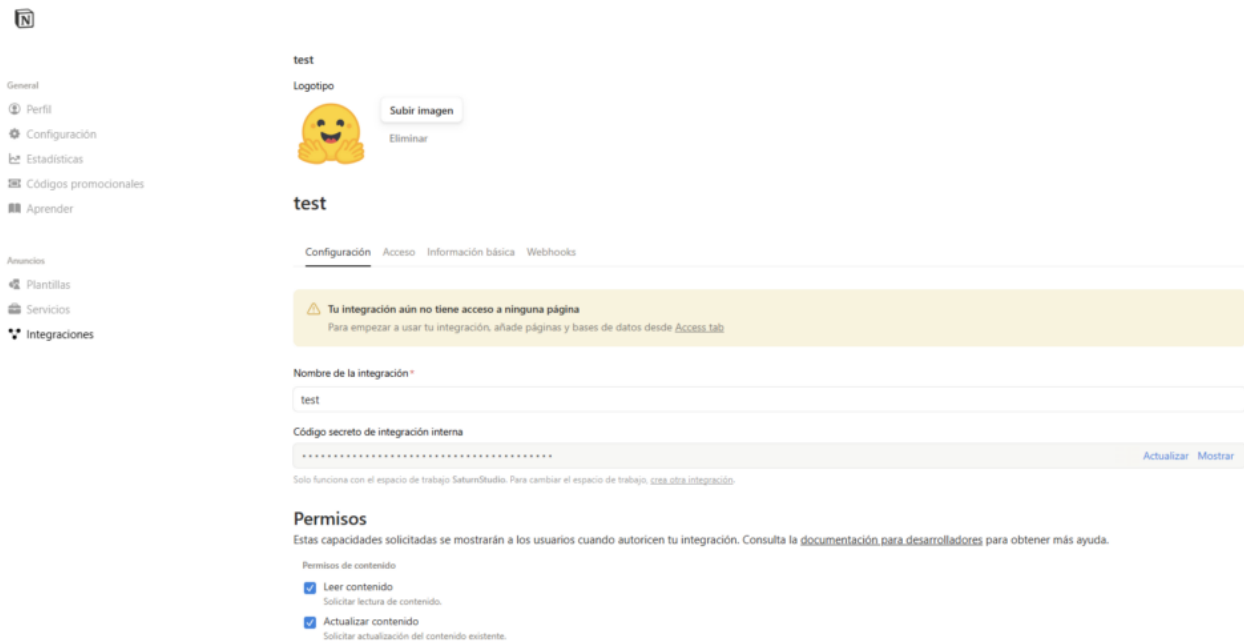 N
test
General
Logotipo
Perfil
Subir imagen
Configuración
Eliminar
Estadísticas
Códigos promocionales
Aprender
test
Configuración Acceso Información básica Webhooks
Anuncios
Plantillas
Servicios
Integraciones
Tu integración aún no tiene acceso a ninguna página
Para empezar a usar tu integración, añade páginas y bases de datos desde Access tab
Nombre de la integración *
test
Código secreto de integración interna
Actualizar Mostrar
Solo funciona con el espacio de trabajo SaturnStudio. Para cambiar el espacio de trabajo, crea otra integración.
Permisos
Estas capacidades solicitadas se mostrarán a los usuarios cuando autoricen tu integración. Consulta la documentación para desarrolladores para obtener más ayuda.
Permisos de contenido
Leer contenido
Solicitar lectura de contenido.
Actualizar contenido
Solicitar actualización del contenido existente.